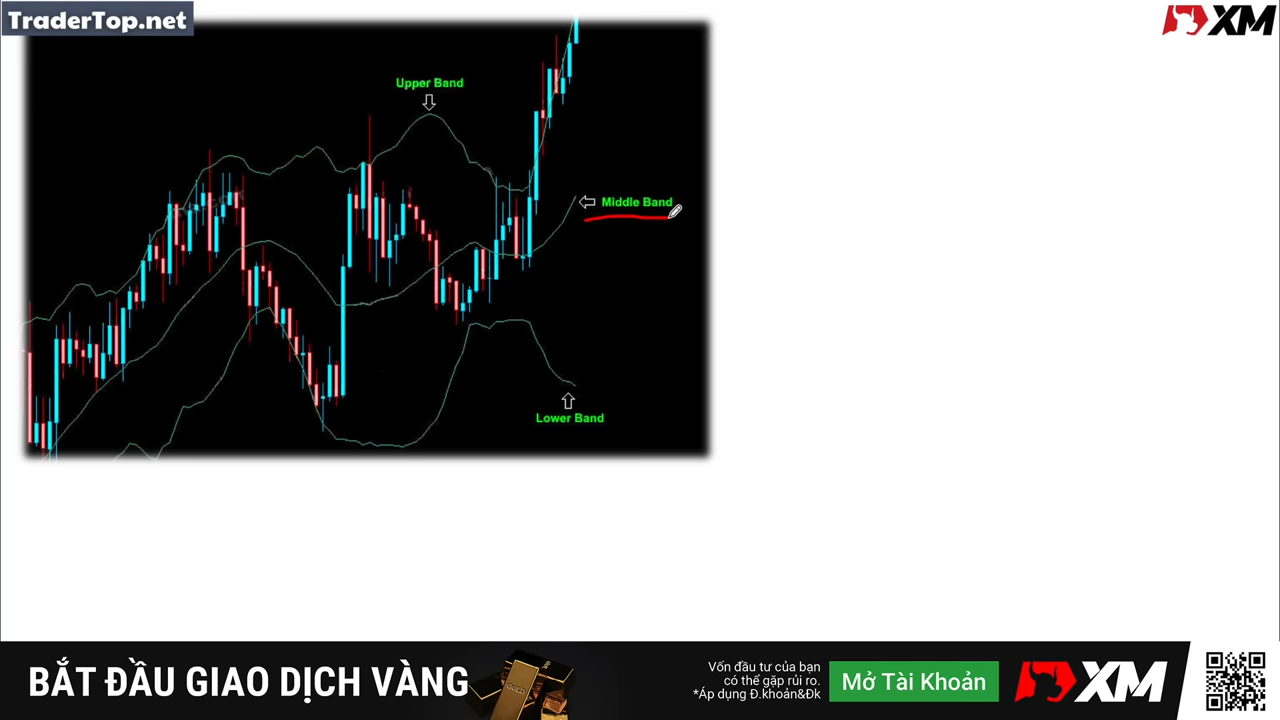 TraderTop.net
XM
Upper Band
Middle Band
Lower Band
BẮT ĐẦU GIAO DỊCH VÀNG
Vốn đầu tư của bạn
có thể gặp rủi ro.
*Áp dụng Đ.khoản&Đk
Mở Tài Khoản
XM